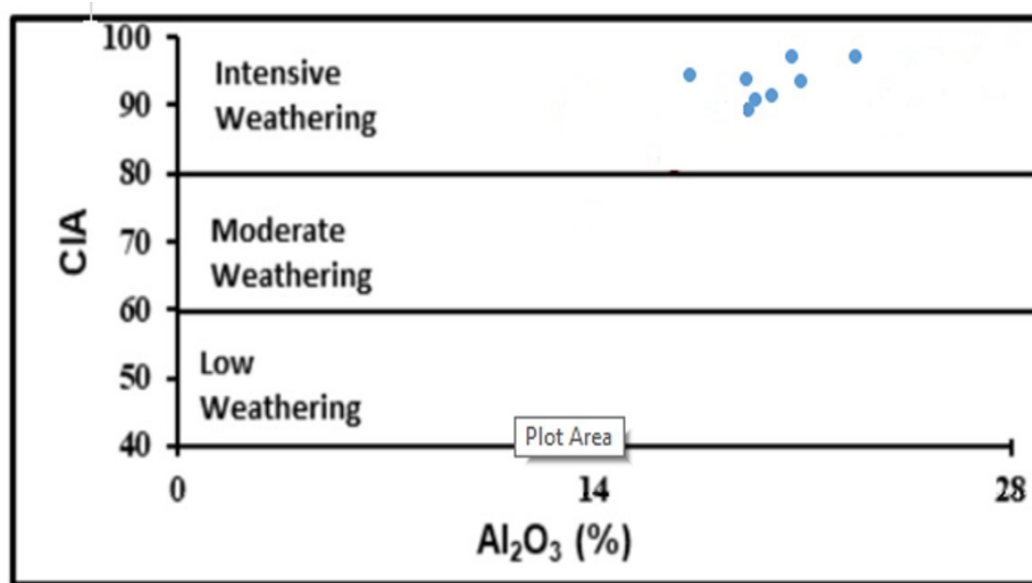 100
Intensive
Weathering
90
80
CIA
Moderate
70
Weathering
60
Low
50
Weathering
40
Plot Area
0 14 28
Al₂O₃ (%)